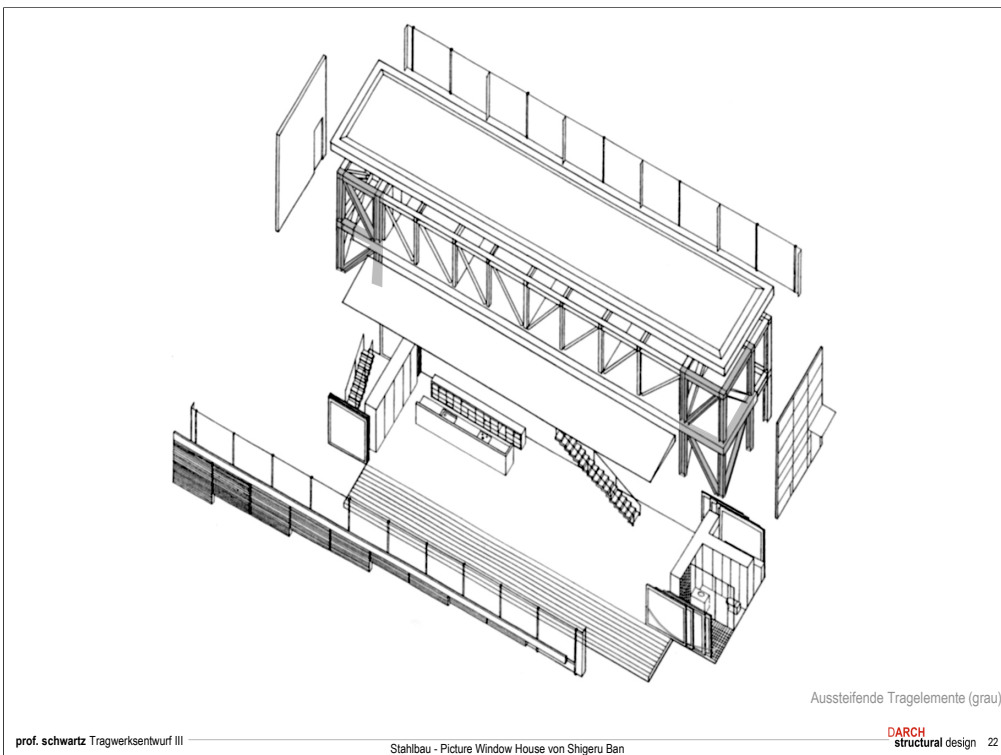 Aussteifende Tragelemente (grau)
prof. schwartz Tragwerksentwurf III
Stahlbau - Picture Window House von Shigeru Ban
DARCH
structural design 22